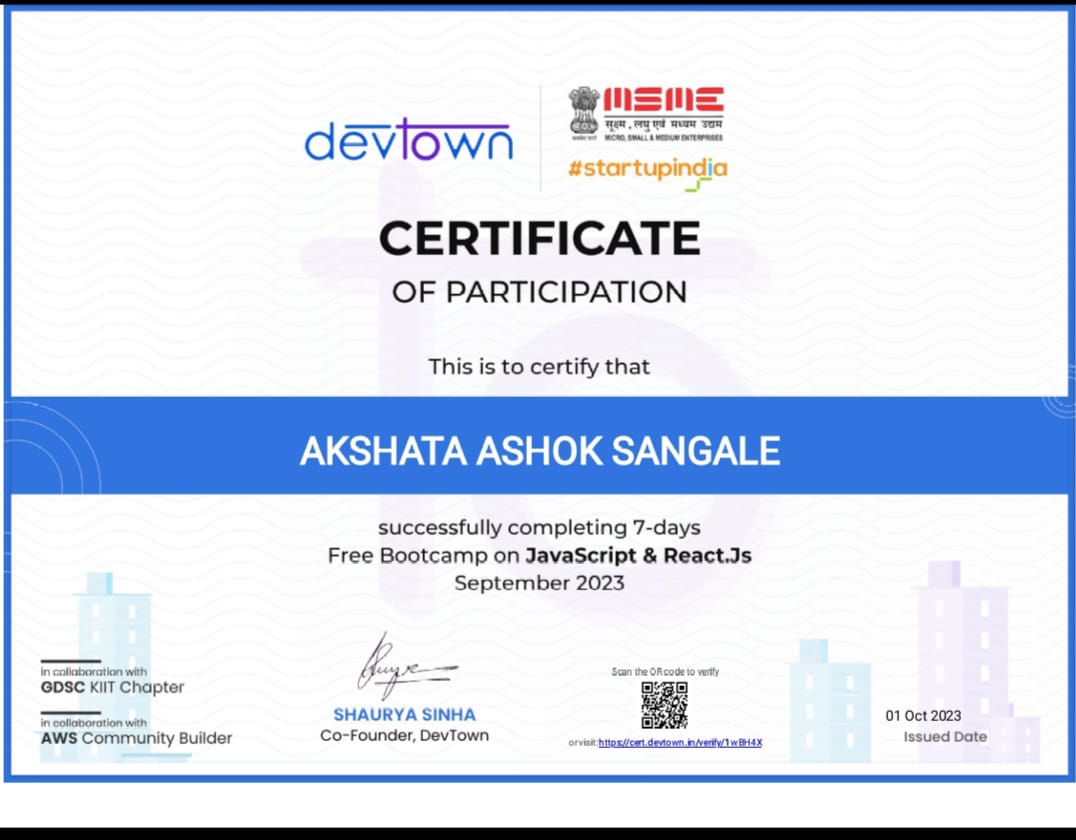 devtown
MSME
सूक्ष्म, लघु एवं मध्यम उद्यम
MICRO, SMALL & MEDIUM ENTERPRISES
#startupindia
CERTIFICATE
OF PARTICIPATION
This is to certify that
AKSHATA ASHOK SANGALE
successfully completing 7-days
Free Bootcamp on JavaScript & React.Js
September 2023
in collaboration with
GDSC KIIT Chapter
in collaboration with
AWS Community Builder
SHAURYA SINHA
Co-Founder, DevTown
Scan the QR code to verify
or visit: https://cert.devtown.in/verify/1wBH4X
01 Oct 2023
Issued Date